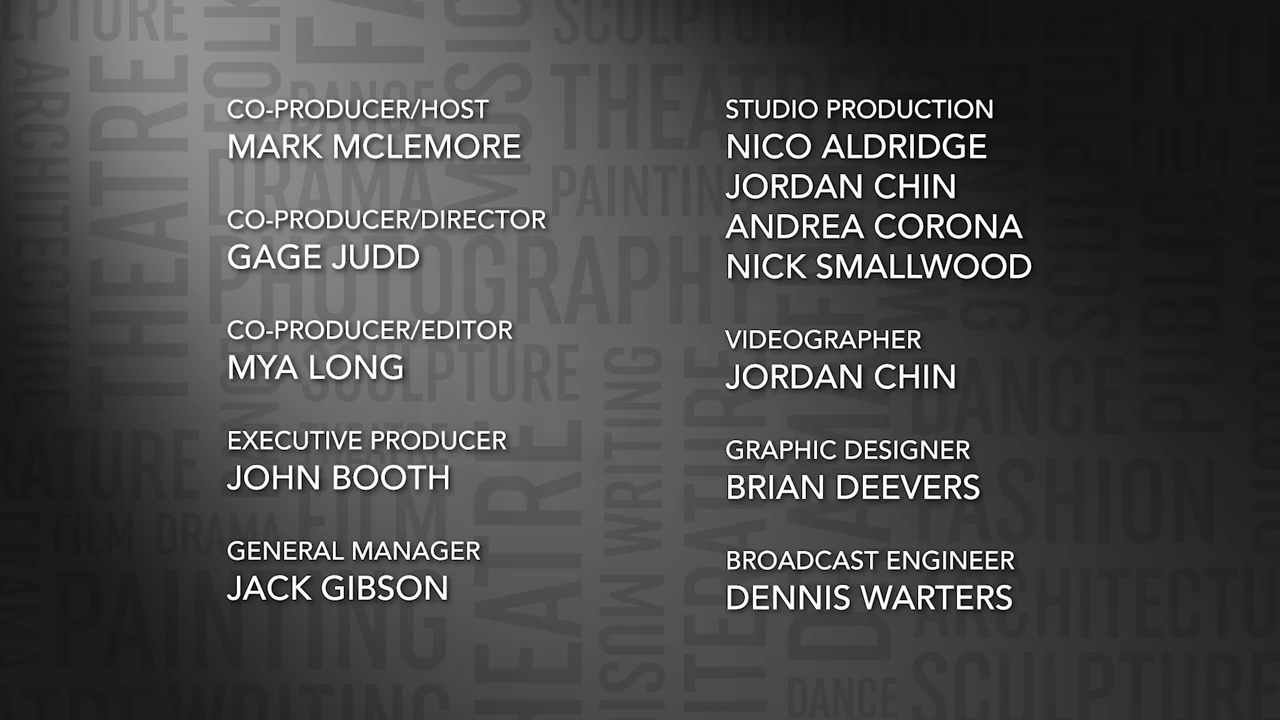 CO-PRODUCER/HOST
MARK MCLEMORE
CO-PRODUCER/DIRECTOR
GAGE JUDD
CO-PRODUCER/EDITOR
MYA LONG
EXECUTIVE PRODUCER
JOHN BOOTH
GENERAL MANAGER
JACK GIBSON
STUDIO PRODUCTION
NICO ALDRIDGE
JORDAN CHIN
ANDREA CORONA
NICK SMALLWOOD
VIDEOGRAPHER
JORDAN CHIN
GRAPHIC DESIGNER
BRIAN DEEVERS
BROADCAST ENGINEER
DENNIS WARTERS